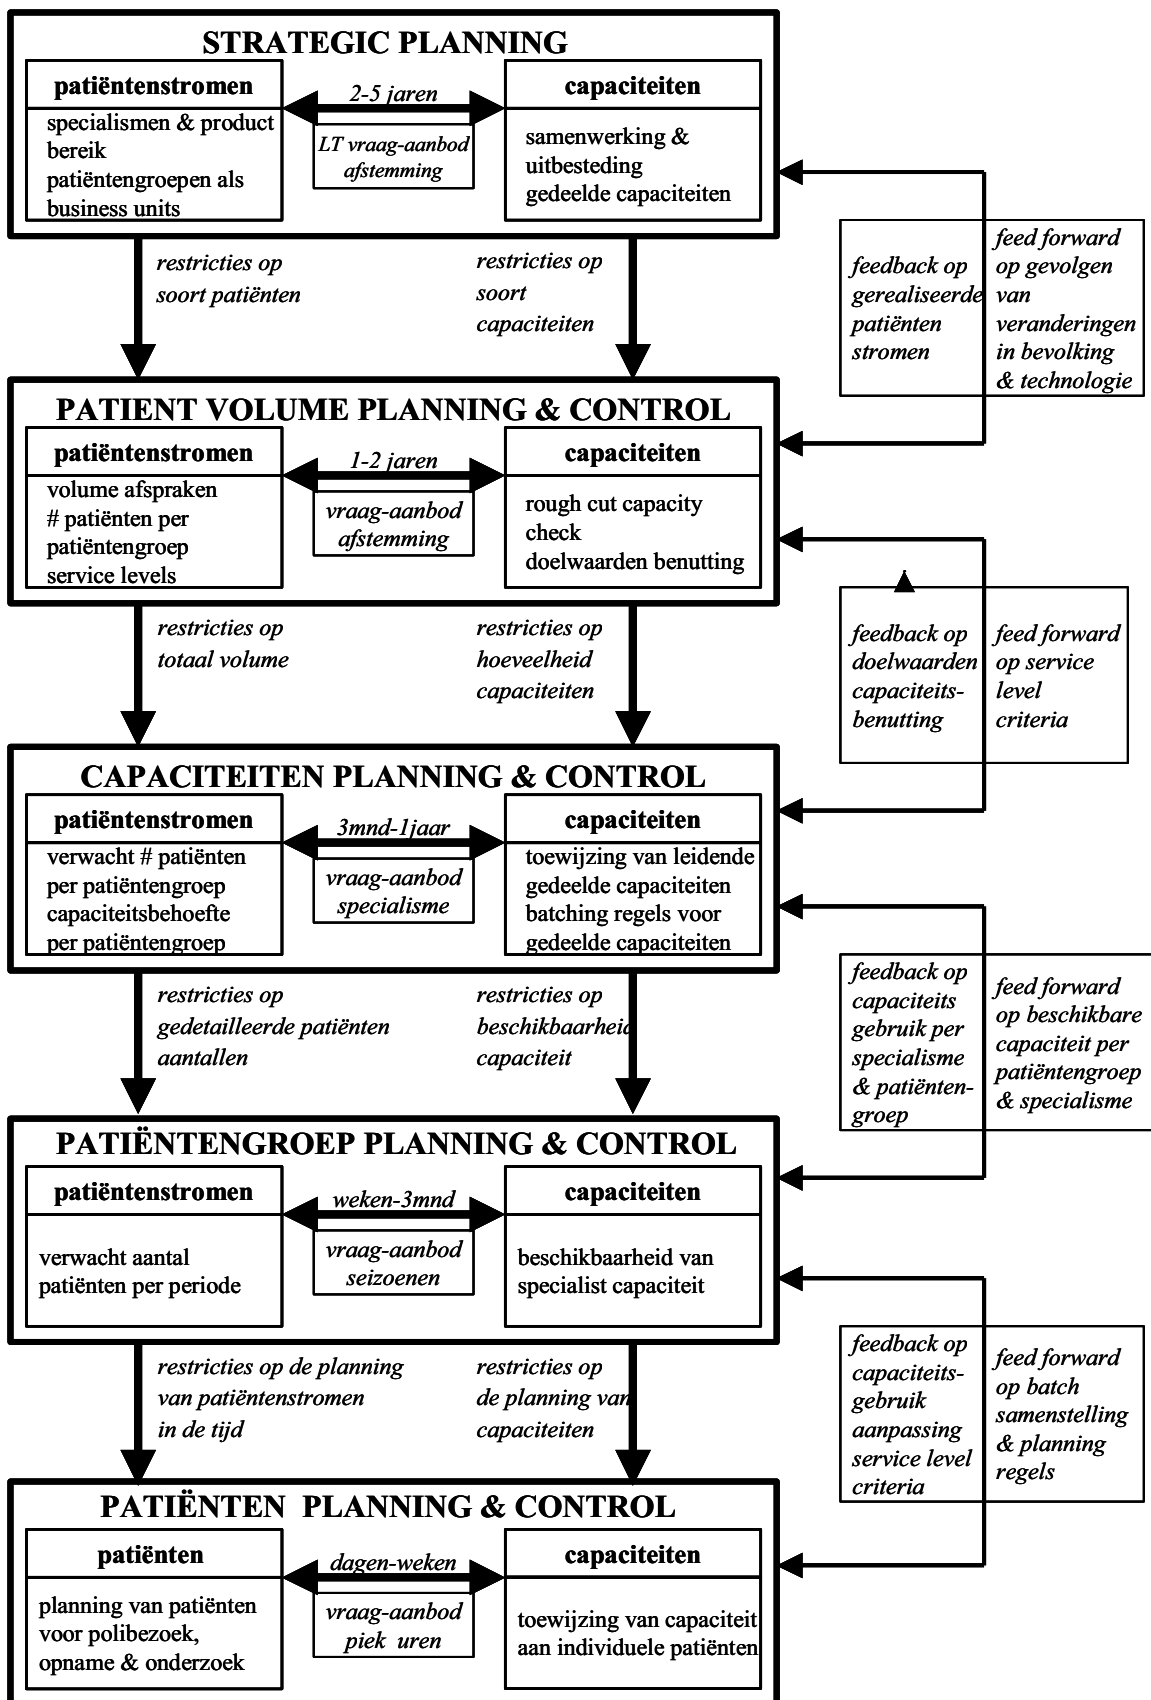 STRATEGIC PLANNING
patiëntenstromen
specialismen & product
bereik
patiëntengroepen als
business units
2-5 jaren
LT vraag-aanbod
afstemming
capaciteiten
samenwerking &
uitbesteding
gedeelde capaciteiten
restricties op
soort patiënten
restricties op
soort
capaciteiten
feedback op
gerealiseerde
patiënten
stromen
feed forward
op gevolgen
van
veranderingen
in bevolking
& technologie
PATIENT VOLUME PLANNING & CONTROL
patiëntenstromen
volume afspraken
# patiënten per
patiëntengroep
service levels
1-2 jaren
vraag-aanbod
afstemming
capaciteiten
rough cut capacity
check
doelwaarden benutting
restricties op
totaal volume
restricties op
hoeveelheid
capaciteiten
feedback op
doelwaarden
capaciteits-
benutting
feed forward
op service
level
criteria
CAPACITEITEN PLANNING & CONTROL
patiëntenstromen
verwacht # patiënten
per patiëntengroep
capaciteitsbehoefte
per patiëntengroep
3mnd-1jaar
vraag-aanbod
specialisme
capaciteiten
toewijzing van leidende
gedeelde capaciteiten
batching regels voor
gedeelde capaciteiten
restricties op
gedetailleerde patiënten
aantallen
restricties op
beschikbaarheid
capaciteit
feedback op
capaciteits
gebruik per
specialisme
& patiënten-
groep
feed forward
op beschikbare
capaciteit per
patiëntengroep
& specialisme
PATIËNTENGROEP PLANNING & CONTROL
patiëntenstromen
verwacht aantal
patiënten per periode
weken-3mnd
vraag-aanbod
seizoenen
capaciteiten
beschikbaarheid van
specialist capaciteit
restricties op de planning
van patiëntenstromen
in de tijd
restricties op
de planning van
capaciteiten
feedback op
capaciteits-
gebruik
aanpassing
service level
criteria
feed forward
op batch
samenstelling
& planning
regels
PATIËNTEN PLANNING & CONTROL
patiënten
planning van patiënten
voor polibezoek,
opname & onderzoek
dagen-weken
vraag-aanbod
piek uren
capaciteiten
toewijzing van capaciteit
aan individuele patiënten